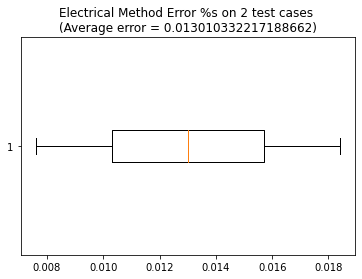 Electrical Method Error %s on 2 test cases
(Average error = 0.013010332217188662)
1
0.008 0.010 0.012 0.014 0.016 0.018